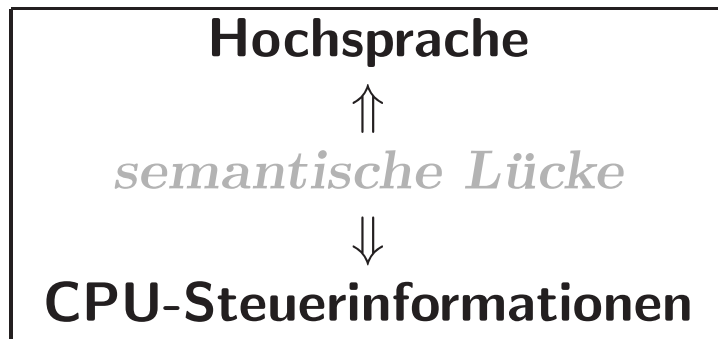 Hochsprache
⇑
semantische Lücke
⇓
CPU-Steuerinformationen